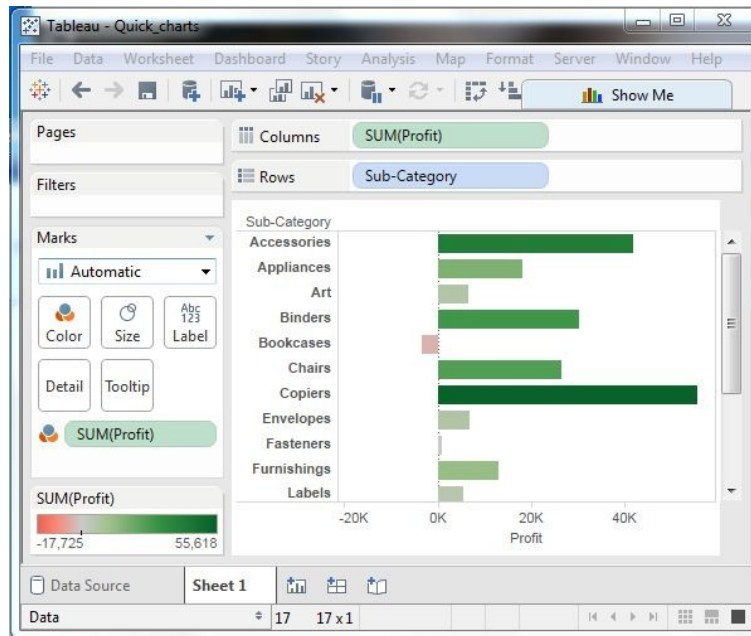 Tableau - Quick_charts
File Data Worksheet Dashboard Story Analysis Map Format Server Window Help
Show Me
Pages
Columns SUM(Profit)
Rows Sub-Category
Filters
Marks
Automatic
Color Size Abc 123 Label
Detail Tooltip
SUM(Profit)
SUM(Profit)
-17,725 55,618
Sub-Category
Accessories
Appliances
Art
Binders
Bookcases
Chairs
Copiers
Envelopes
Fasteners
Furnishings
Labels
-20K 0K 20K 40K
Profit
Data Source Sheet 1
Data 17 17 x 1